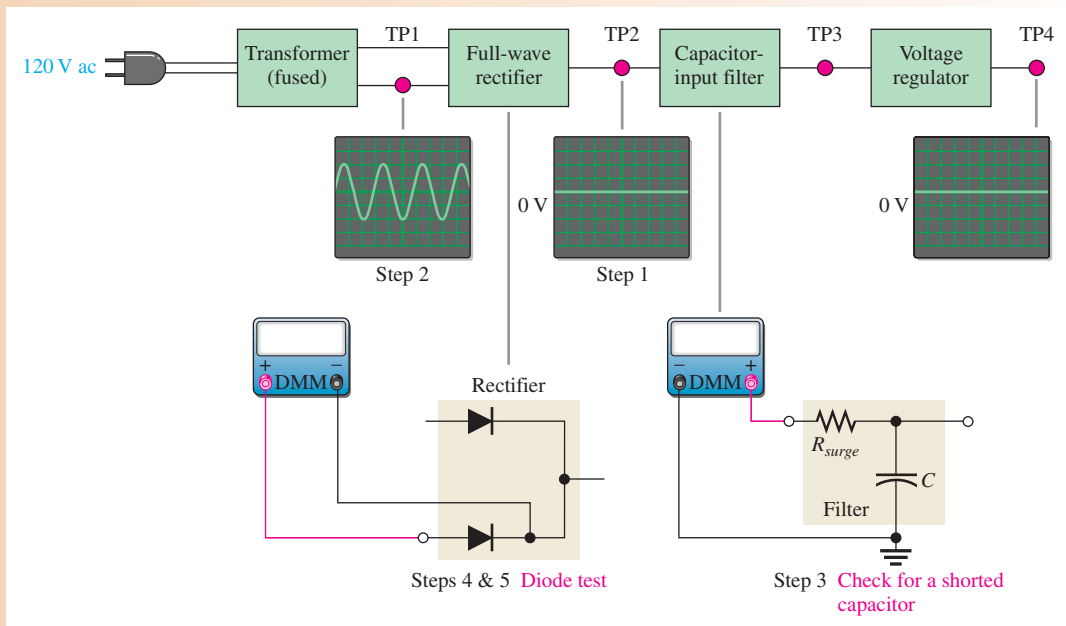 120 V ac
Transformer
(fused)
TP1
Full-wave
rectifier
TP2
Capacitor-
input filter
TP3
Voltage
regulator
TP4
Step 2
0 V
Step 1
0 V
+ −
DMM
Rectifier
Steps 4 & 5 Diode test
− +
DMM
Rsurge
C
Filter
Step 3 Check for a shorted
capacitor